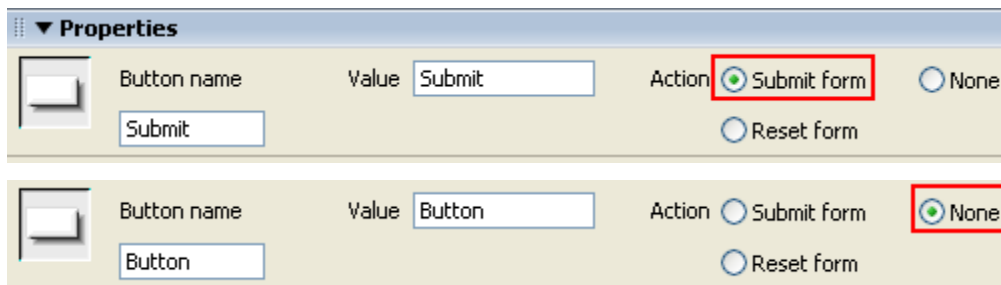 Properties
Button name Value Submit Action Submit form None
Submit Reset form
Button name Value Button Action Submit form None
Button Reset form